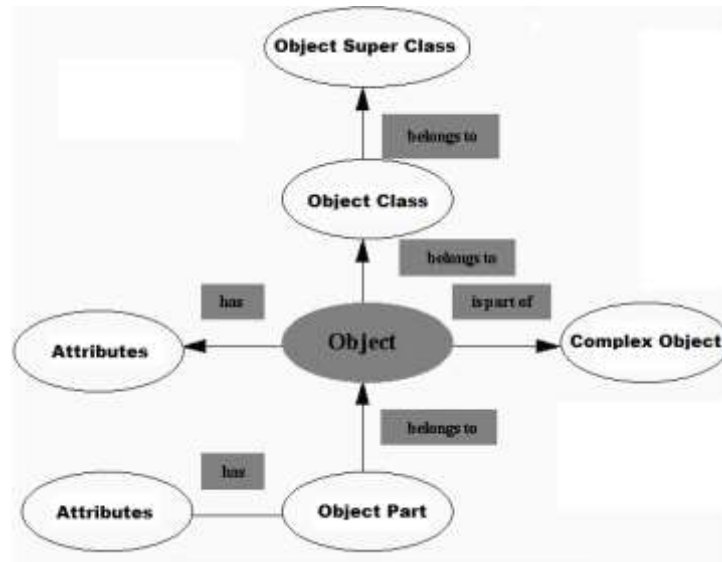 Object Super Class
belongs to
Object Class
belongs to
has
is part of
Attributes
Object
Complex Object
belongs to
has
Attributes
Object Part